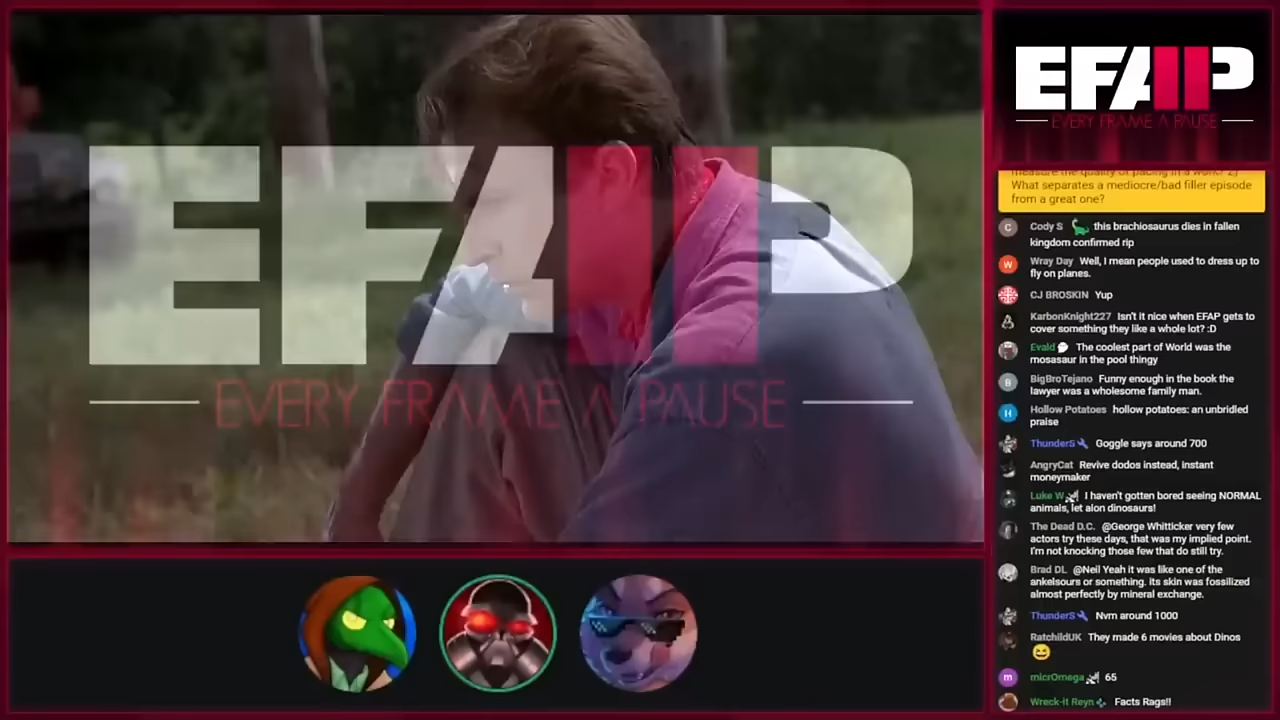 EFAP
EVERY FRAME A PAUSE
EFAP
EVERY FRAME A PAUSE
measure the quality of pacing in a work? 2)
What separates a mediocre/bad filler episode
from a great one?
Cody S this brachiosaurus dies in fallen
kingdom confirmed rip
W Wray Day Well, I mean people used to dress up to
fly on planes.
CJ BROSKIN Yup
KarbonKnight227 Isn't it nice when EFAP gets to
cover something they like a whole lot? :D
Evald The coolest part of World was the
mosasaur in the pool thingy
B BigBroTejano Funny enough in the book the
lawyer was a wholesome family man.
H Hollow Potatoes hollow potatoes: an unbridled
praise
ThunderS Goggle says around 700
AngryCat Revive dodos instead, instant
moneymaker
Luke W I haven't gotten bored seeing NORMAL
animals, let alon dinosaurs!
The Dead D.C. @George Whitticker very few
actors try these days, that was my implied point.
I'm not knocking those few that do still try.
Brad DL @Neil Yeah it was like one of the
ankelsours or something. its skin was fossilized
almost perfectly by mineral exchange.
ThunderS Nvm around 1000
RatchildUK They made 6 movies about Dinos
m micrOmega 65
Wreck-It Reyn Facts Rags!!